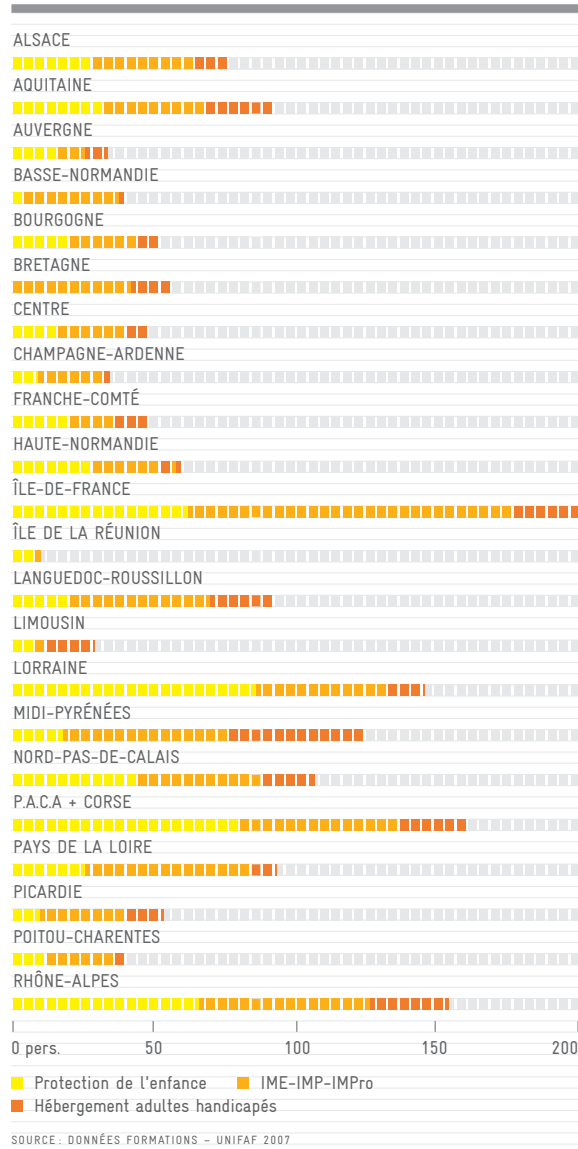 ALSACE
AQUITAINE
AUVERGNE
BASSE-NORMANDIE
BOURGOGNE
BRETAGNE
CENTRE
CHAMPAGNE-ARDENNE
FRANCHE-COMTÉ
HAUTE-NORMANDIE
ÎLE-DE-FRANCE
ÎLE DE LA RÉUNION
LANGUEDOC-ROUSSILLON
LIMOUSIN
LORRAINE
MIDI-PYRÉNÉES
NORD-PAS-DE-CALAIS
P.A.C.A + CORSE
PAYS DE LA LOIRE
PICARDIE
POITOU-CHARENTES
RHÔNE-ALPES
0 pers. 50 100 150 200
Protection de l'enfance IME-IMP-IMPro
Hébergement adultes handicapés
SOURCE : DONNÉES FORMATIONS – UNIFAF 2007